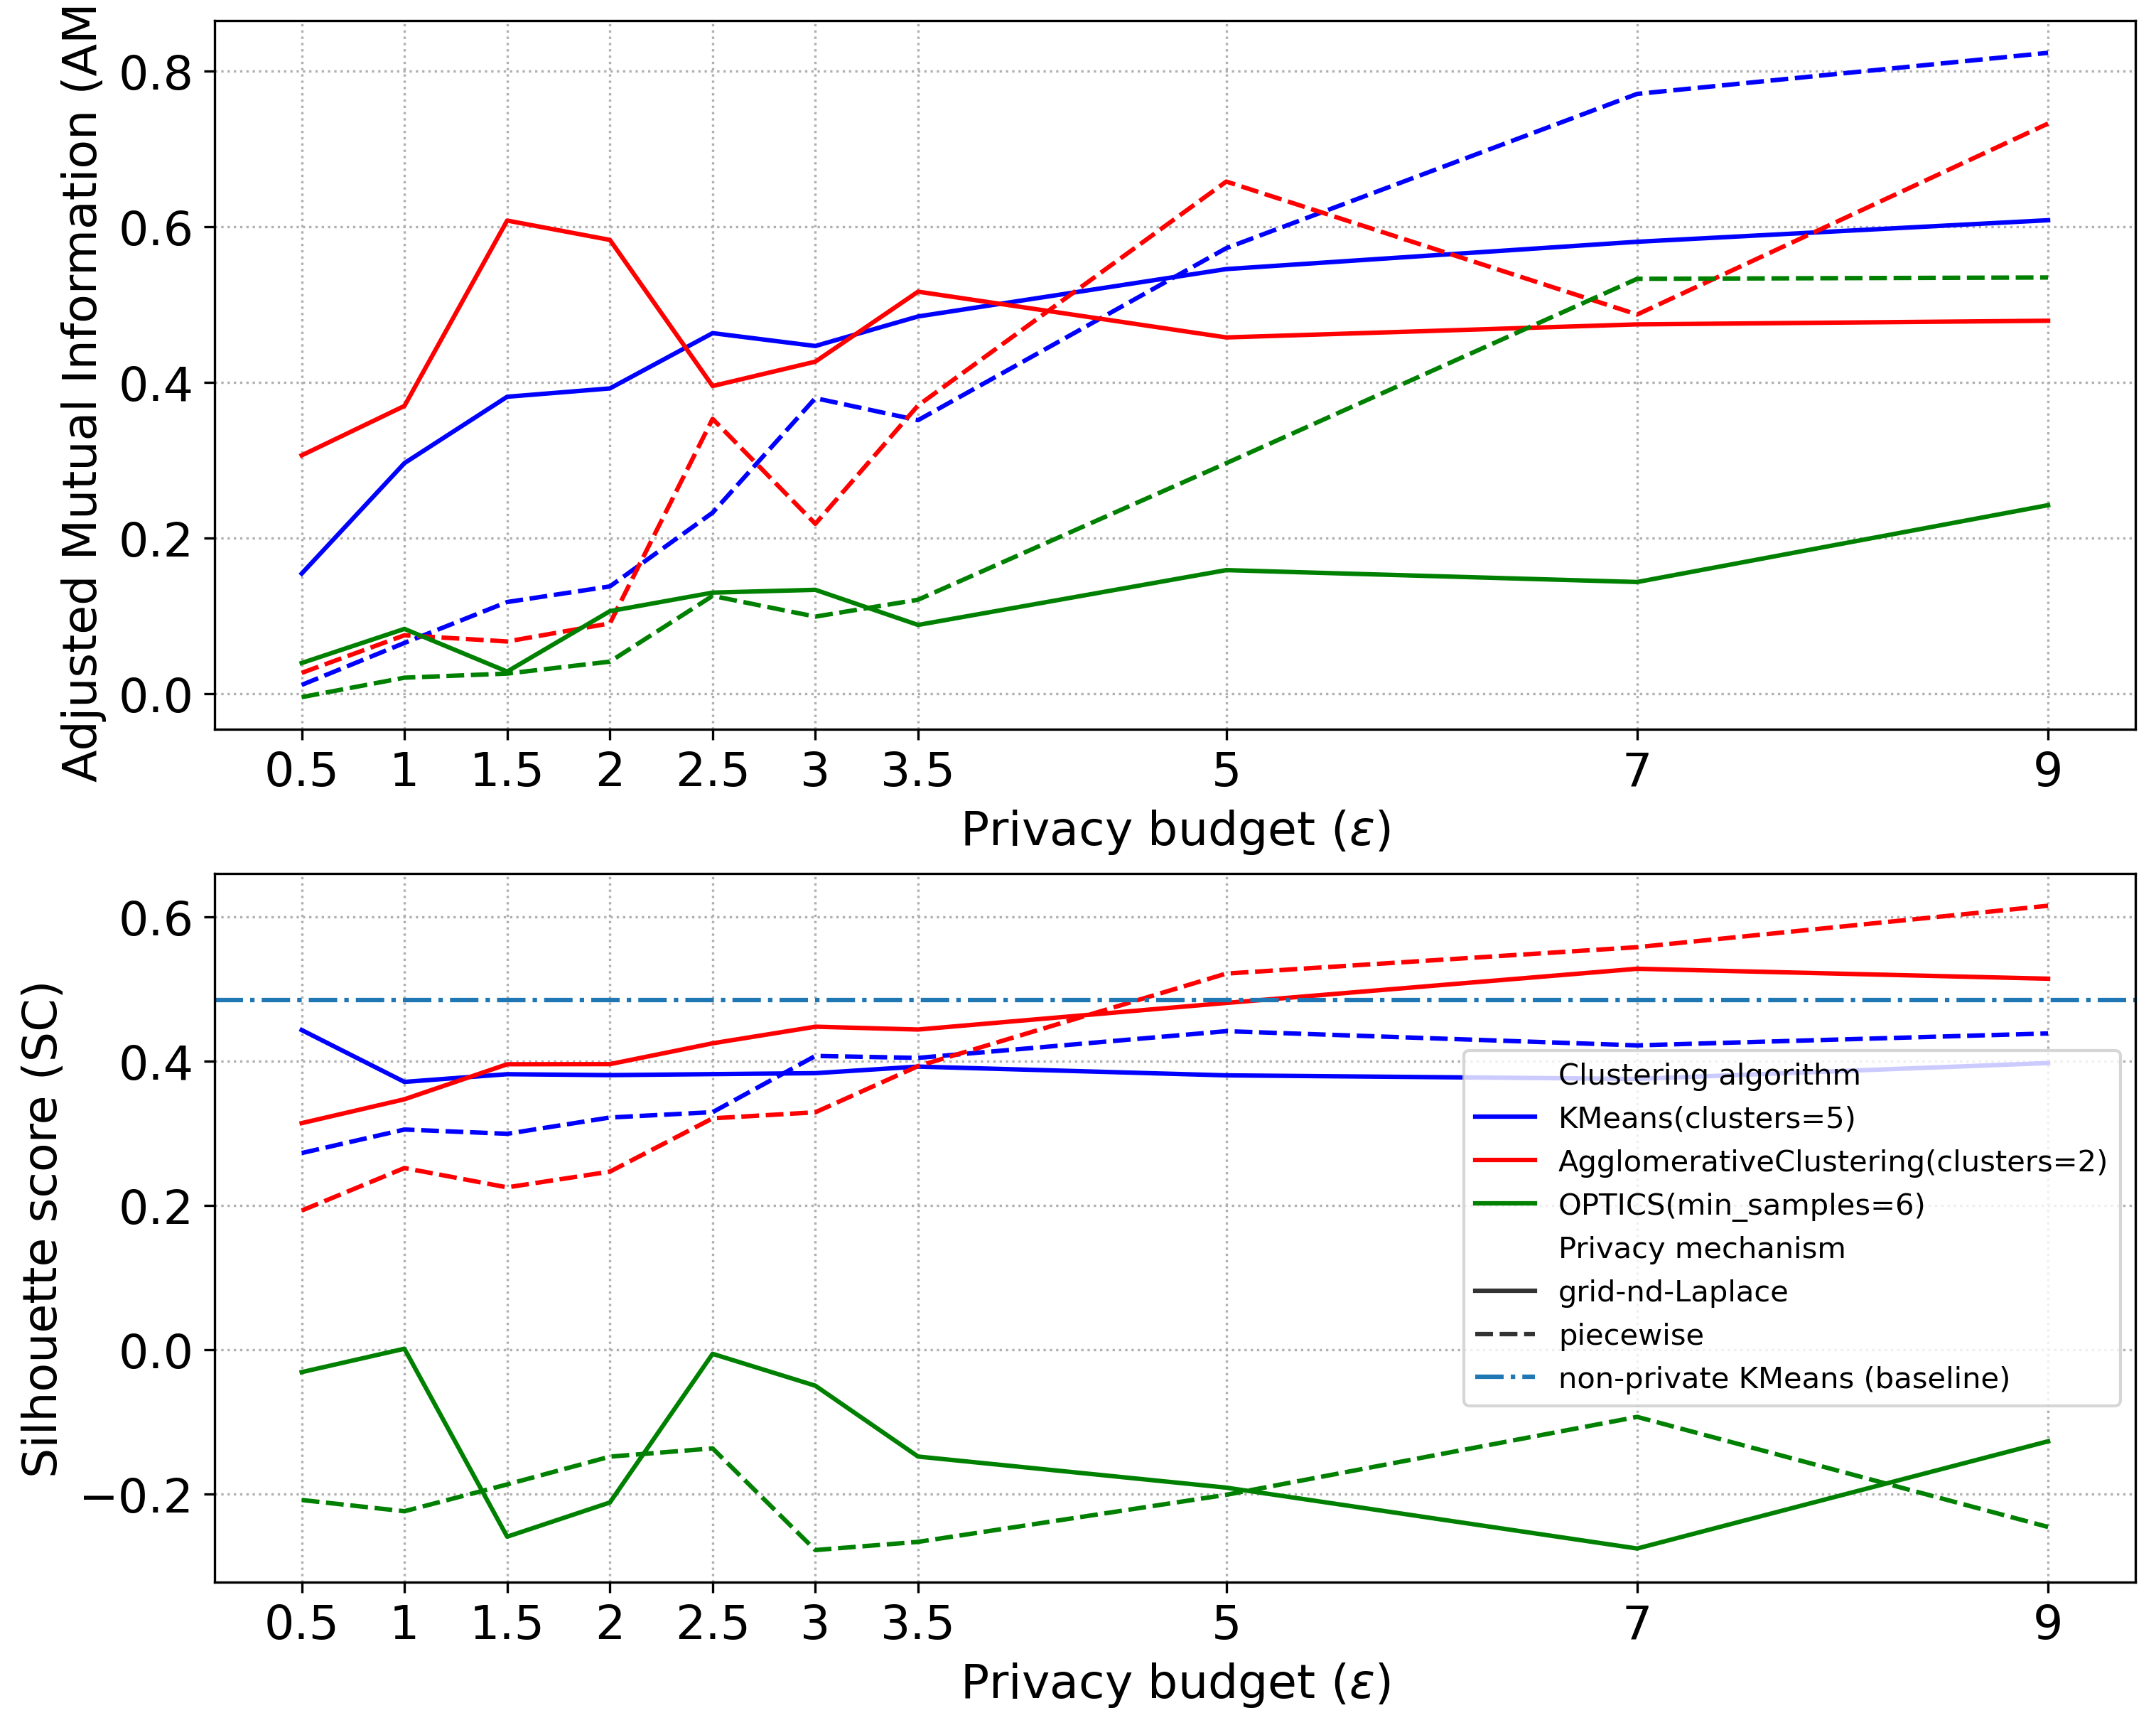 Adjusted Mutual Information (AM
0.8
0.6
0.4
0.2
0.0
0.5 1 1.5 2 2.5 3 3.5 5 7 9
Privacy budget (ε)
Silhouette score (SC)
0.6
0.4
0.2
0.0
−0.2
Clustering algorithm
KMeans(clusters=5)
AgglomerativeClustering(clusters=2)
OPTICS(min_samples=6)
Privacy mechanism
grid-nd-Laplace
piecewise
non-private KMeans (baseline)
0.5 1 1.5 2 2.5 3 3.5 5 7 9
Privacy budget (ε)